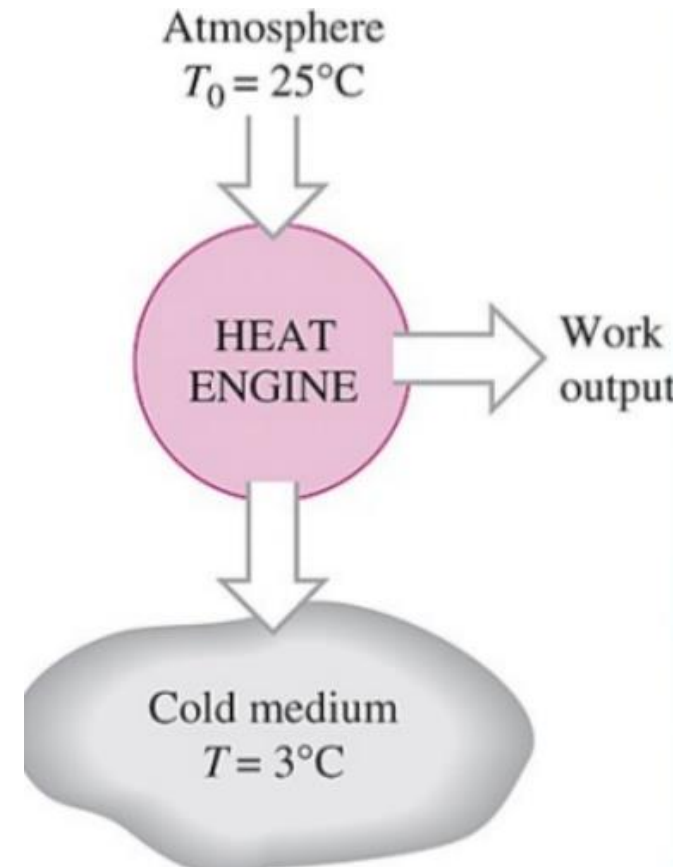 Atmosphere
T₀ = 25°C
HEAT
ENGINE
Work
output
Cold medium
T = 3°C